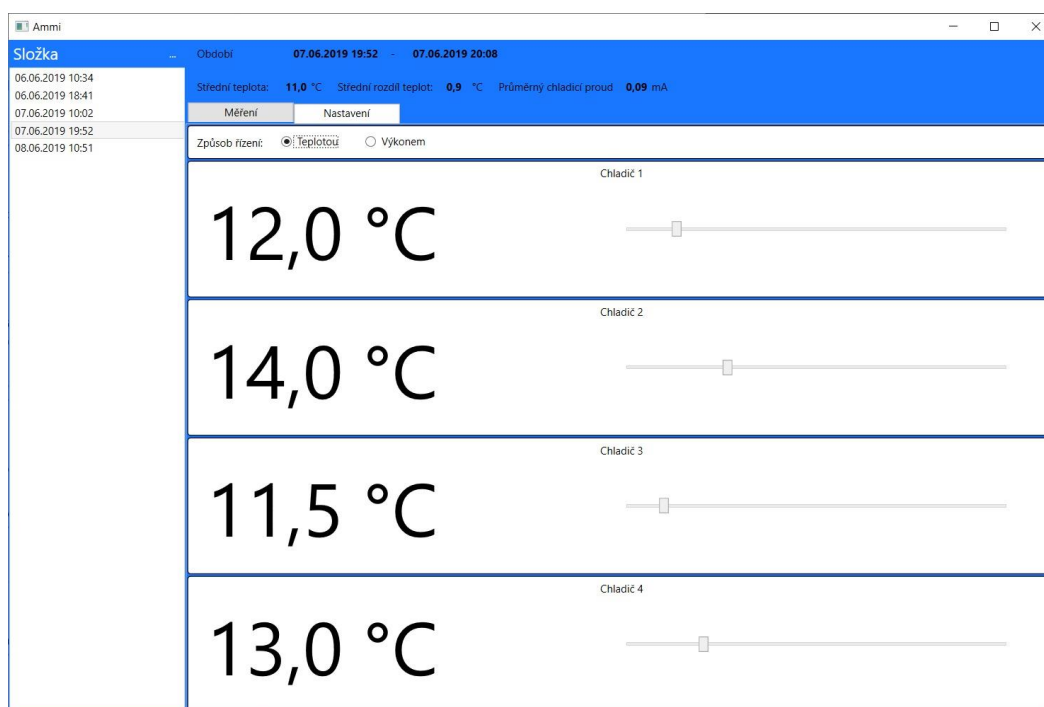 Ammi
Složka ...
06.06.2019 10:34
06.06.2019 18:41
07.06.2019 10:02
07.06.2019 19:52
08.06.2019 10:51
Období 07.06.2019 19:52 - 07.06.2019 20:08
Střední teplota: 11,0 °C Střední rozdíl teplot: 0,9 °C Průměrný chladicí proud 0,09 mA
Měření Nastavení
Způsob řízení: Teplotou Výkonem
Chladič 1
12,0 °C
Chladič 2
14,0 °C
Chladič 3
11,5 °C
Chladič 4
13,0 °C